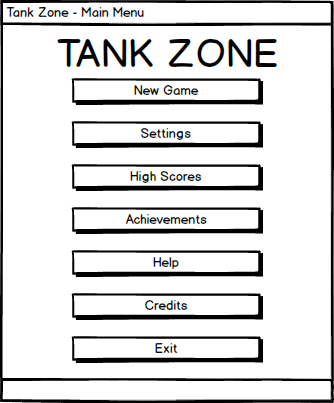 Tank Zone - Main Menu
TANK ZONE
New Game
Settings
High Scores
Achievements
Help
Credits
Exit